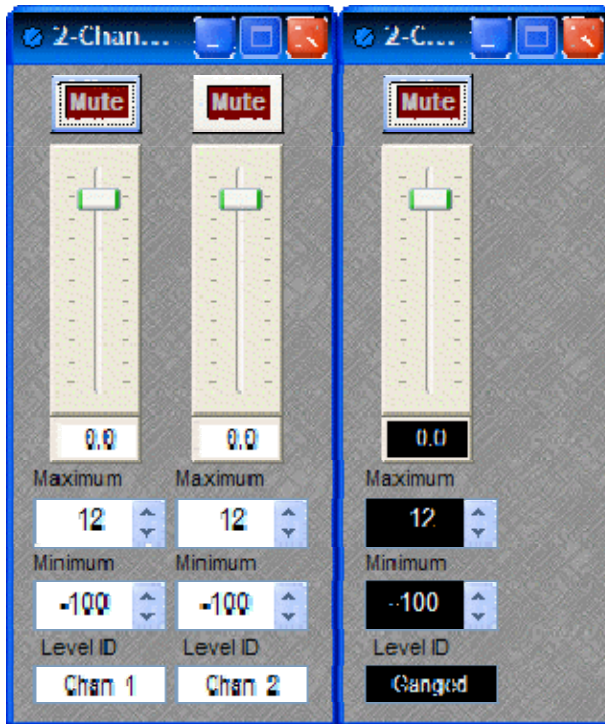 2-Chan... 2-C...
Mute Mute Mute
0.0 0.0 0.0
Maximum Maximum Maximum
12 12 12
Minimum Minimum Minimum
-100 -100 -100
Level ID Level ID Level ID
Chan 1 Chan 2 Ganged